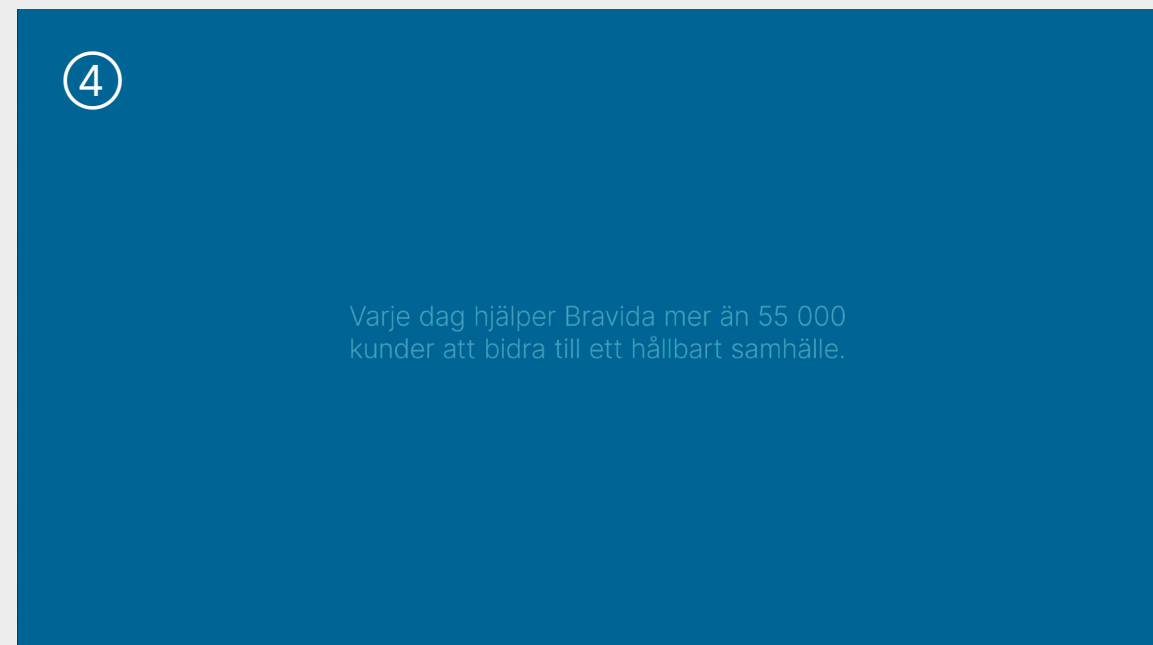 4
Varje dag hjälper Bravida mer än 55 000
kunder att bidra till ett hållbart samhälle.